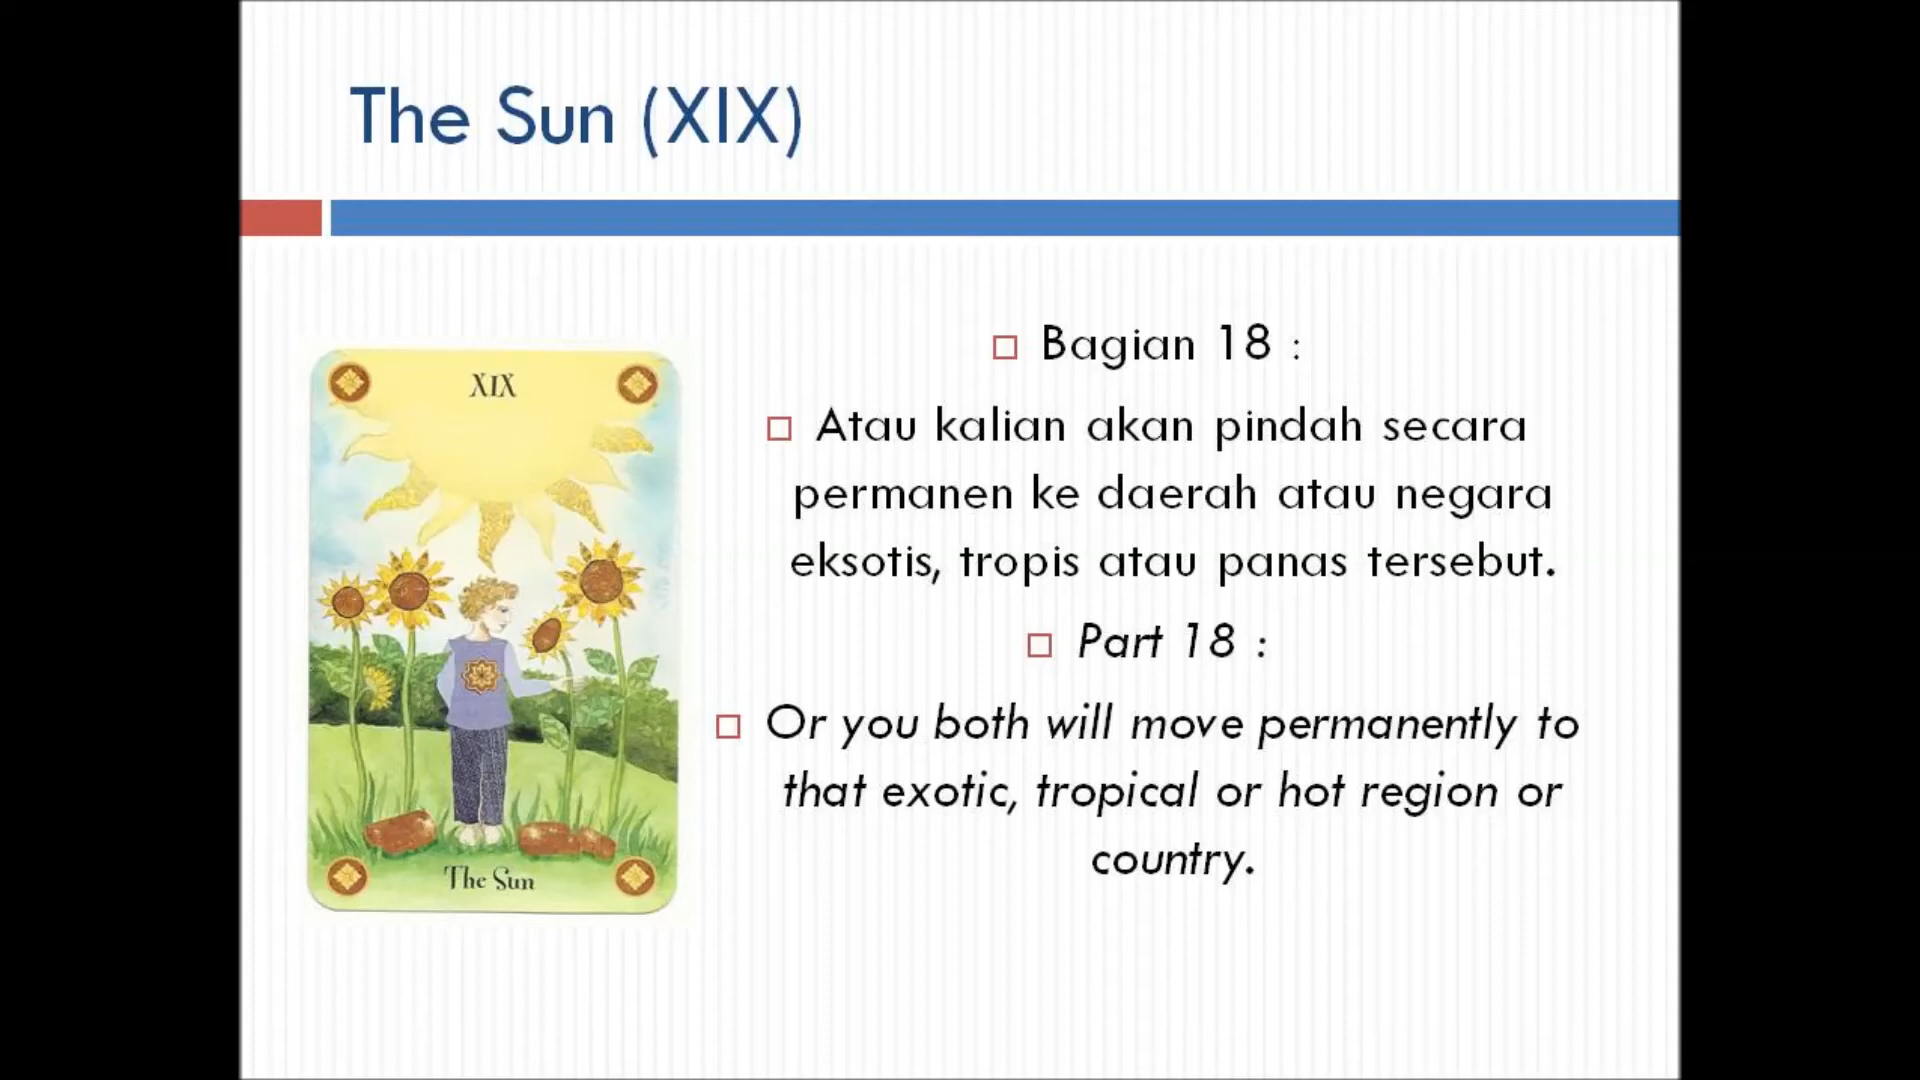 The Sun (XIX)
XIX
The Sun
Bagian 18 :
Atau kalian akan pindah secara
permanen ke daerah atau negara
eksotis, tropis atau panas tersebut.
Part 18 :
Or you both will move permanently to
that exotic, tropical or hot region or
country.